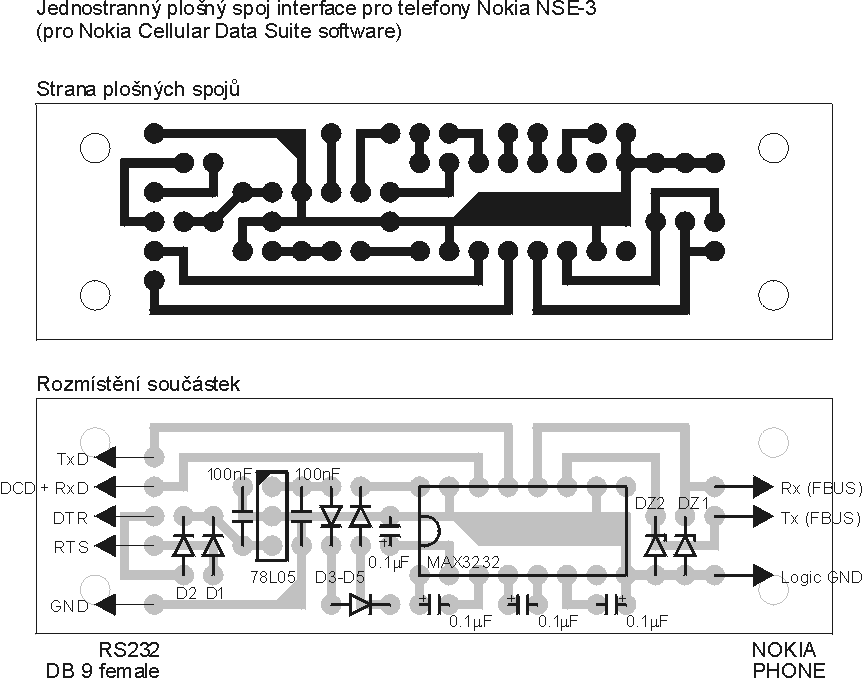 Jednostranný plošný spoj interface pro telefony Nokia NSE-3
(pro Nokia Cellular Data Suite software)
Strana plošných spojů
Rozmístění součástek
TxD
DCD + RxD
DTR
RTS
GND
100nF
100nF
D2
D1
78L05
D3-D5
0.1µF
MAX3232
DZ2
DZ1
0.1µF
0.1µF
0.1µF
Rx (FBUS)
Tx (FBUS)
Logic GND
RS232
DB 9 female
NOKIA
PHONE